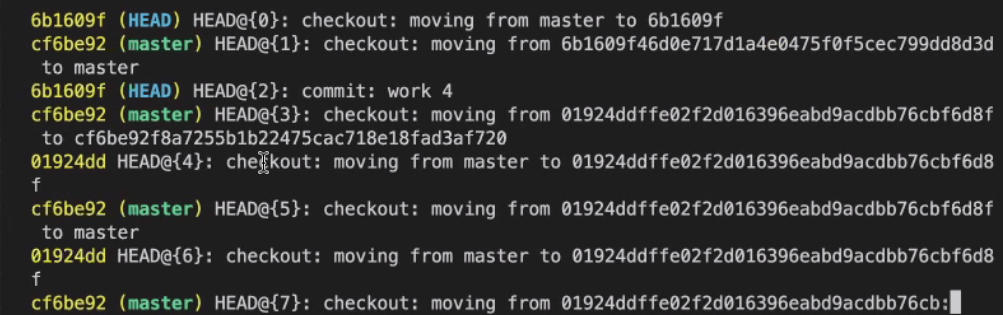 6b1609f (HEAD) HEAD@{0}: checkout: moving from master to 6b1609f
cf6be92 (master) HEAD@{1}: checkout: moving from 6b1609f46d0e717d1a4e0475f0f5cec799dd8d3d
to master
6b1609f (HEAD) HEAD@{2}: commit: work 4
cf6be92 (master) HEAD@{3}: checkout: moving from 01924ddffe02f2d016396eabd9acdbb76cbf6d8f
to cf6be92f8a7255b1b22475cac718e18fad3af720
01924dd HEAD@{4}: checkout: moving from master to 01924ddffe02f2d016396eabd9acdbb76cbf6d8
f
cf6be92 (master) HEAD@{5}: checkout: moving from 01924ddffe02f2d016396eabd9acdbb76cbf6d8f
to master
01924dd HEAD@{6}: checkout: moving from master to 01924ddffe02f2d016396eabd9acdbb76cbf6d8
f
cf6be92 (master) HEAD@{7}: checkout: moving from 01924ddffe02f2d016396eabd9acdbb76cb: